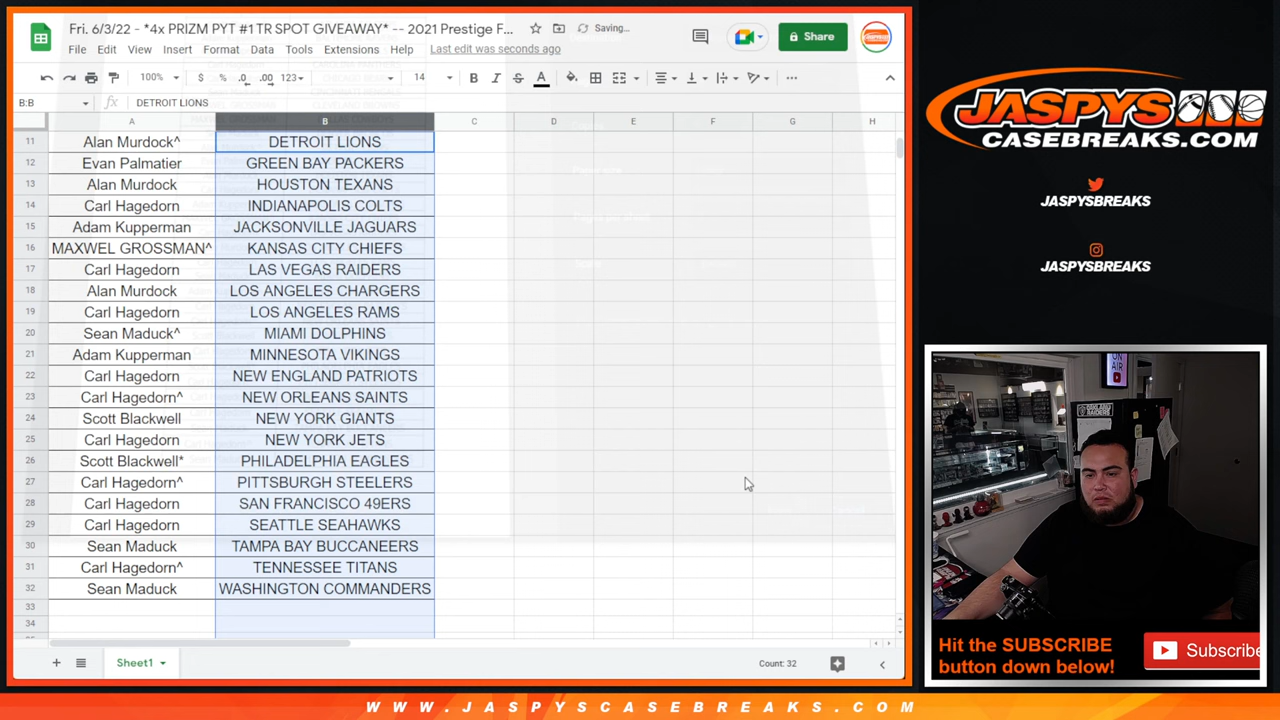 Fri. 6/3/22 - *4x PRIZM PYT #1 TR SPOT GIVEAWAY* -- 2021 Prestige F...
Saving...
File Edit View Insert Format Data Tools Extensions Help Last edit was seconds ago
Share
100% $ % .0 .00 123 14 B I S A
B:B fx DETROIT LIONS
A B C D E F G H
11 Alan Murdock^ DETROIT LIONS
12 Evan Palmatier GREEN BAY PACKERS
13 Alan Murdock HOUSTON TEXANS
14 Carl Hagedorn INDIANAPOLIS COLTS
15 Adam Kupperman JACKSONVILLE JAGUARS
16 MAXWEL GROSSMAN^ KANSAS CITY CHIEFS
17 Carl Hagedorn LAS VEGAS RAIDERS
18 Alan Murdock LOS ANGELES CHARGERS
19 Carl Hagedorn LOS ANGELES RAMS
20 Sean Maduck^ MIAMI DOLPHINS
21 Adam Kupperman MINNESOTA VIKINGS
22 Carl Hagedorn NEW ENGLAND PATRIOTS
23 Carl Hagedorn^ NEW ORLEANS SAINTS
24 Scott Blackwell NEW YORK GIANTS
25 Carl Hagedorn NEW YORK JETS
26 Scott Blackwell* PHILADELPHIA EAGLES
27 Carl Hagedorn^ PITTSBURGH STEELERS
28 Carl Hagedorn SAN FRANCISCO 49ERS
29 Carl Hagedorn SEATTLE SEAHAWKS
30 Sean Maduck TAMPA BAY BUCCANEERS
31 Carl Hagedorn^ TENNESSEE TITANS
32 Sean Maduck WASHINGTON COMMANDERS
33
34
Sheet1
Count: 32
JASPYS
CASEBREAKS.COM
JASPYSBREAKS
JASPYSBREAKS
ON
AIR
OAKLAND
RAIDERS
Hit the SUBSCRIBE
button down below!
Subscribe
WWW.JASPYSCASEBREAKS.COM